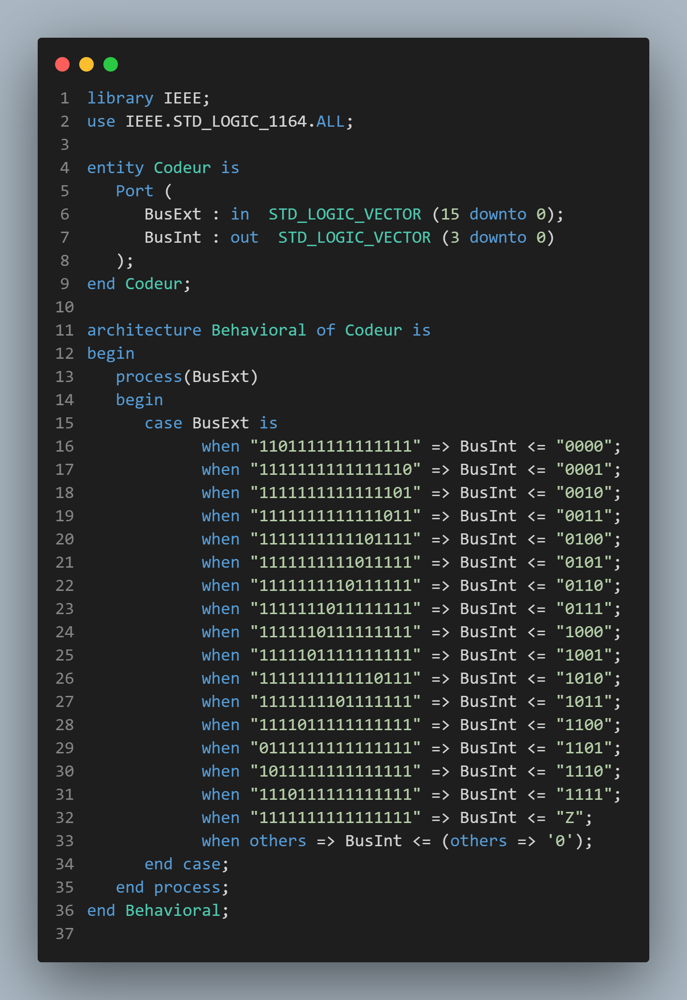 1 library IEEE;
2 use IEEE.STD_LOGIC_1164.ALL;
3
4 entity Codeur is
5 Port (
6 BusExt : in  STD_LOGIC_VECTOR (15 downto 0);
7 BusInt : out  STD_LOGIC_VECTOR (3 downto 0)
8 );
9 end Codeur;
10
11 architecture Behavioral of Codeur is
12 begin
13 process(BusExt)
14 begin
15 case BusExt is
16 when "1101111111111111" => BusInt <= "0000";
17 when "1111111111111110" => BusInt <= "0001";
18 when "1111111111111101" => BusInt <= "0010";
19 when "1111111111111011" => BusInt <= "0011";
20 when "1111111111101111" => BusInt <= "0100";
21 when "1111111111011111" => BusInt <= "0101";
22 when "1111111110111111" => BusInt <= "0110";
23 when "1111111011111111" => BusInt <= "0111";
24 when "1111110111111111" => BusInt <= "1000";
25 when "1111101111111111" => BusInt <= "1001";
26 when "1111111111110111" => BusInt <= "1010";
27 when "1111111101111111" => BusInt <= "1011";
28 when "1111011111111111" => BusInt <= "1100";
29 when "0111111111111111" => BusInt <= "1101";
30 when "1011111111111111" => BusInt <= "1110";
31 when "1110111111111111" => BusInt <= "1111";
32 when "1111111111111111" => BusInt <= "Z";
33 when others => BusInt <= (others => '0');
34 end case;
35 end process;
36 end Behavioral;
37